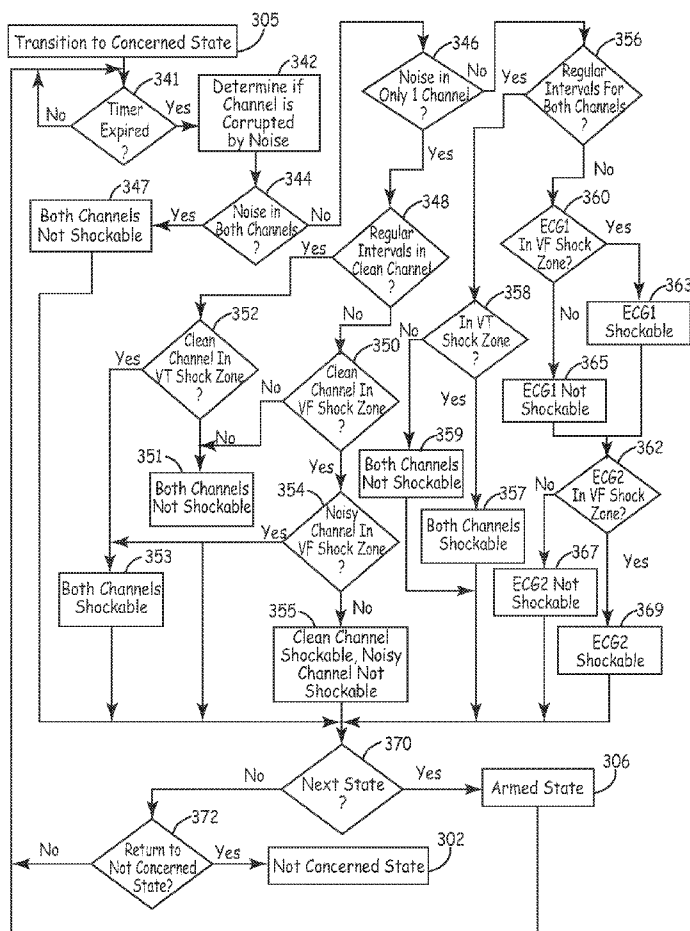 305
Transition to Concerned State
341
Timer
Expired
?
No
Yes
342
Determine if
Channel is
Corrupted
by Noise
344
Noise in
Both Channels
?
Yes
No
347
Both Channels
Not Shockable
346
Noise in
Only 1 Channel
?
No
Yes
356
Regular
Intervals For
Both Channels
?
Yes
No
348
Regular
Intervals in
Clean Channel
?
Yes
No
360
ECG1
In VF Shock
Zone?
Yes
No
363
ECG1
Shockable
365
ECG1 Not
Shockable
352
Clean
Channel In
VT Shock Zone
?
Yes
No
350
Clean
Channel In
VF Shock Zone
?
No
Yes
358
In VT
Shock Zone
?
No
Yes
351
Both Channels
Not Shockable
359
Both Channels
Not Shockable
362
ECG2
In VF Shock
Zone?
No
Yes
354
Noisy
Channel In
VF Shock Zone
?
Yes
No
357
Both Channels
Shockable
353
Both Channels
Shockable
367
ECG2 Not
Shockable
369
ECG2
Shockable
355
Clean Channel
Shockable, Noisy
Channel Not
Shockable
370
Next State
?
No
Yes
306
Armed State
372
Return to
Not Concerned
State?
No
Yes
302
Not Concerned State